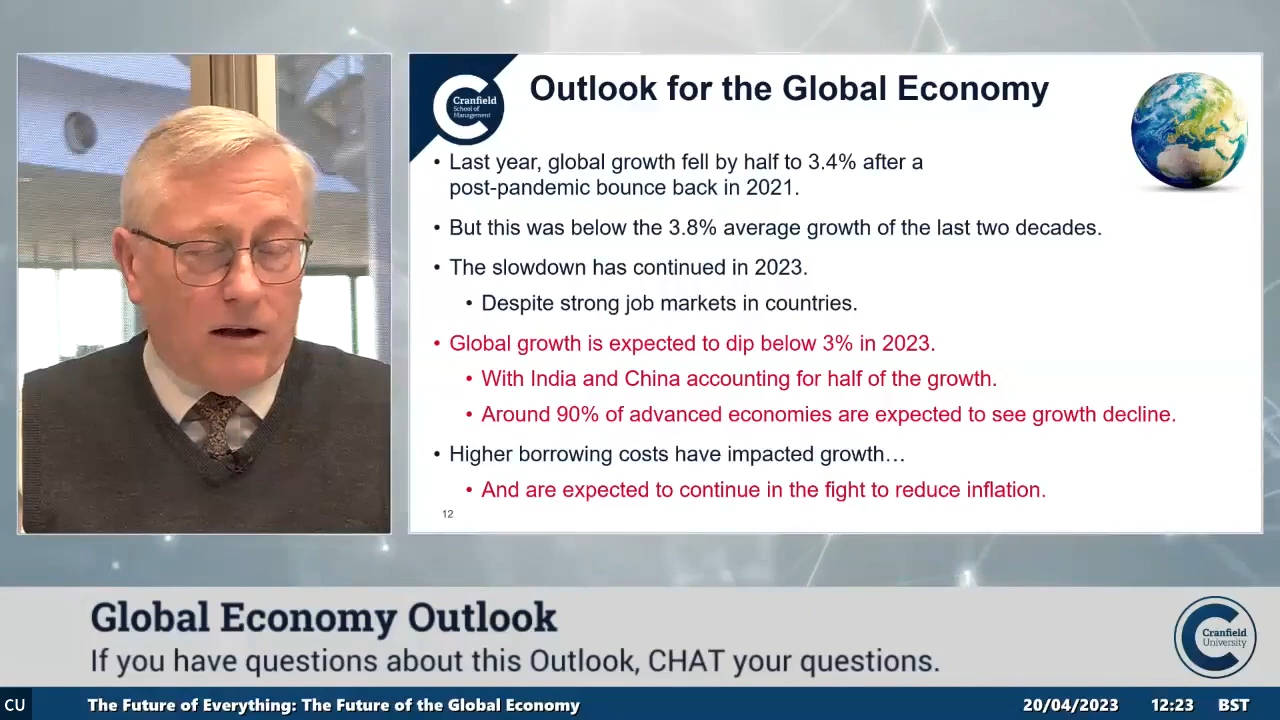 Cranfield
School of
Management
Outlook for the Global Economy
• Last year, global growth fell by half to 3.4% after a
post-pandemic bounce back in 2021.
• But this was below the 3.8% average growth of the last two decades.
• The slowdown has continued in 2023.
• Despite strong job markets in countries.
• Global growth is expected to dip below 3% in 2023.
• With India and China accounting for half of the growth.
• Around 90% of advanced economies are expected to see growth decline.
• Higher borrowing costs have impacted growth…
• And are expected to continue in the fight to reduce inflation.
12
Global Economy Outlook
If you have questions about this Outlook, CHAT your questions.
Cranfield
University
CU The Future of Everything: The Future of the Global Economy 20/04/2023 12:23 BST